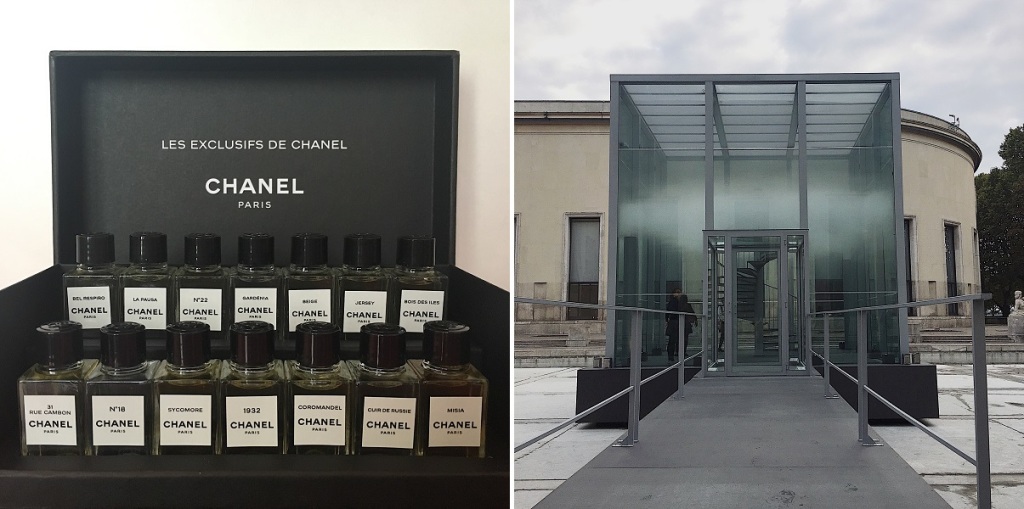 LES EXCLUSIFS DE CHANEL
CHANEL
PARIS
BEL RESPIRO
CHANEL
PARIS
LA PAUSA
CHANEL
PARIS
N°22
CHANEL
PARIS
GARDÉNIA
CHANEL
PARIS
BEIGE
CHANEL
PARIS
JERSEY
CHANEL
PARIS
BOIS DES ILES
CHANEL
PARIS
31
RUE CAMBON
CHANEL
PARIS
N°18
CHANEL
PARIS
SYCOMORE
CHANEL
PARIS
1932
CHANEL
PARIS
COROMANDEL
CHANEL
PARIS
CUIR DE RUSSIE
CHANEL
PARIS
MISIA
CHANEL
PARIS